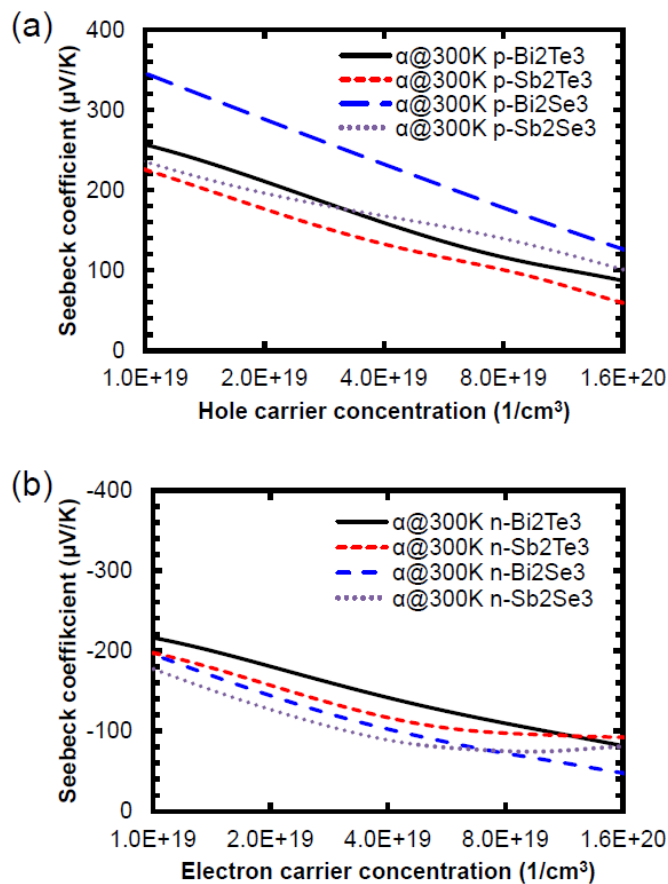 (a)
400
300
200
100
0
Seebeck coefficient (µV/K)
α@300K p-Bi2Te3
α@300K p-Sb2Te3
α@300K p-Bi2Se3
α@300K p-Sb2Se3
1.0E+19 2.0E+19 4.0E+19 8.0E+19 1.6E+20
Hole carrier concentration (1/cm³)
(b)
-400
-300
-200
-100
0
Seebeck coeffikcient (µV/K)
α@300K n-Bi2Te3
α@300K n-Sb2Te3
α@300K n-Bi2Se3
α@300K n-Sb2Se3
1.0E+19 2.0E+19 4.0E+19 8.0E+19 1.6E+20
Electron carrier concentration (1/cm³)